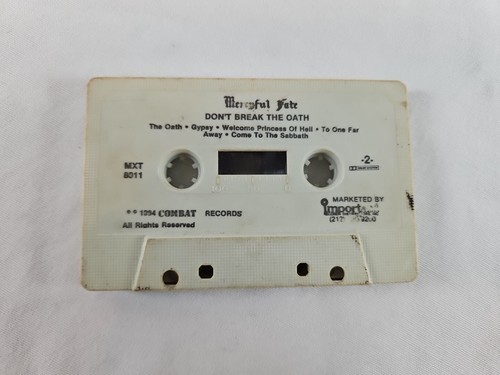 Mercyful Fate
DON'T BREAK THE OATH
The Oath • Gypsy • Welcome Princess Of Hall • To One Far
Away • Come To The Sabbath
MXT
8011
-2-
℗ © 1984 COMBAT RECORDS
All Rights Reserved
MARKETED BY
important